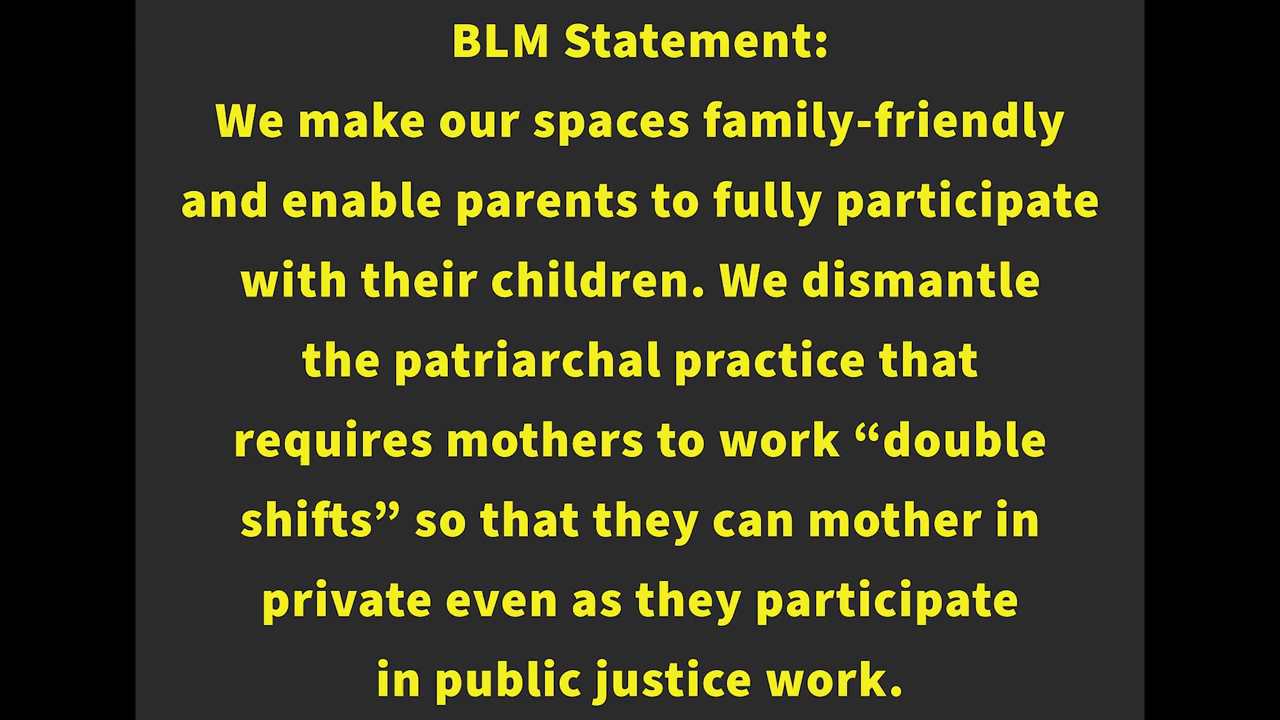 BLM Statement:
We make our spaces family-friendly
and enable parents to fully participate
with their children. We dismantle
the patriarchal practice that
requires mothers to work “double
shifts” so that they can mother in
private even as they participate
in public justice work.